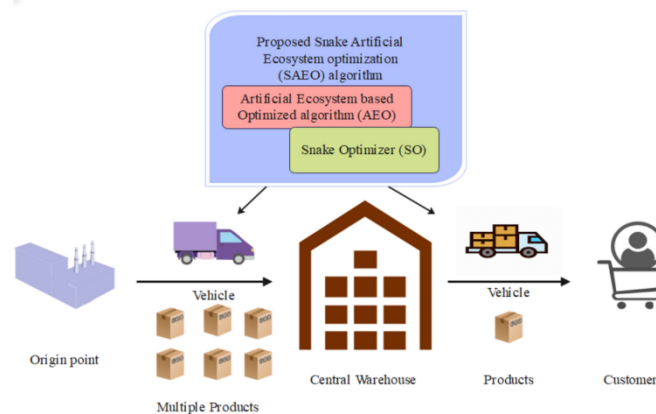 Proposed Snake Artificial
Ecosystem optimization
(SAEO) algorithm
Artificial Ecosystem based
Optimized algorithm (AEO)
Snake Optimizer (SO)
Vehicle
Vehicle
Origin point
Central Warehouse
Products
Customer
Multiple Products